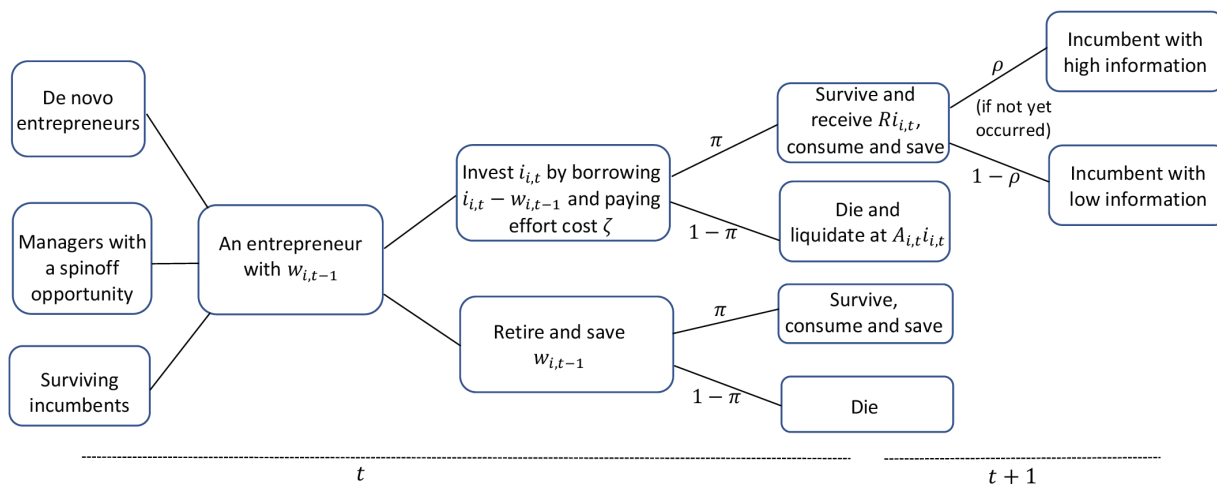 De novo
entrepreneurs
Managers with
a spinoff
opportunity
Surviving
incumbents
An entrepreneur
with w_{i,t−1}
Invest i_{i,t} by borrowing
i_{i,t} − w_{i,t−1} and paying
effort cost ζ
Retire and save
w_{i,t−1}
π
1 − π
π
1 − π
Survive and
receive Ri_{i,t},
consume and save
Die and
liquidate at A_{i,t}i_{i,t}
Survive,
consume and save
Die
ρ
(if not yet
occurred)
1 − ρ
Incumbent with
high information
Incumbent with
low information
t
t + 1